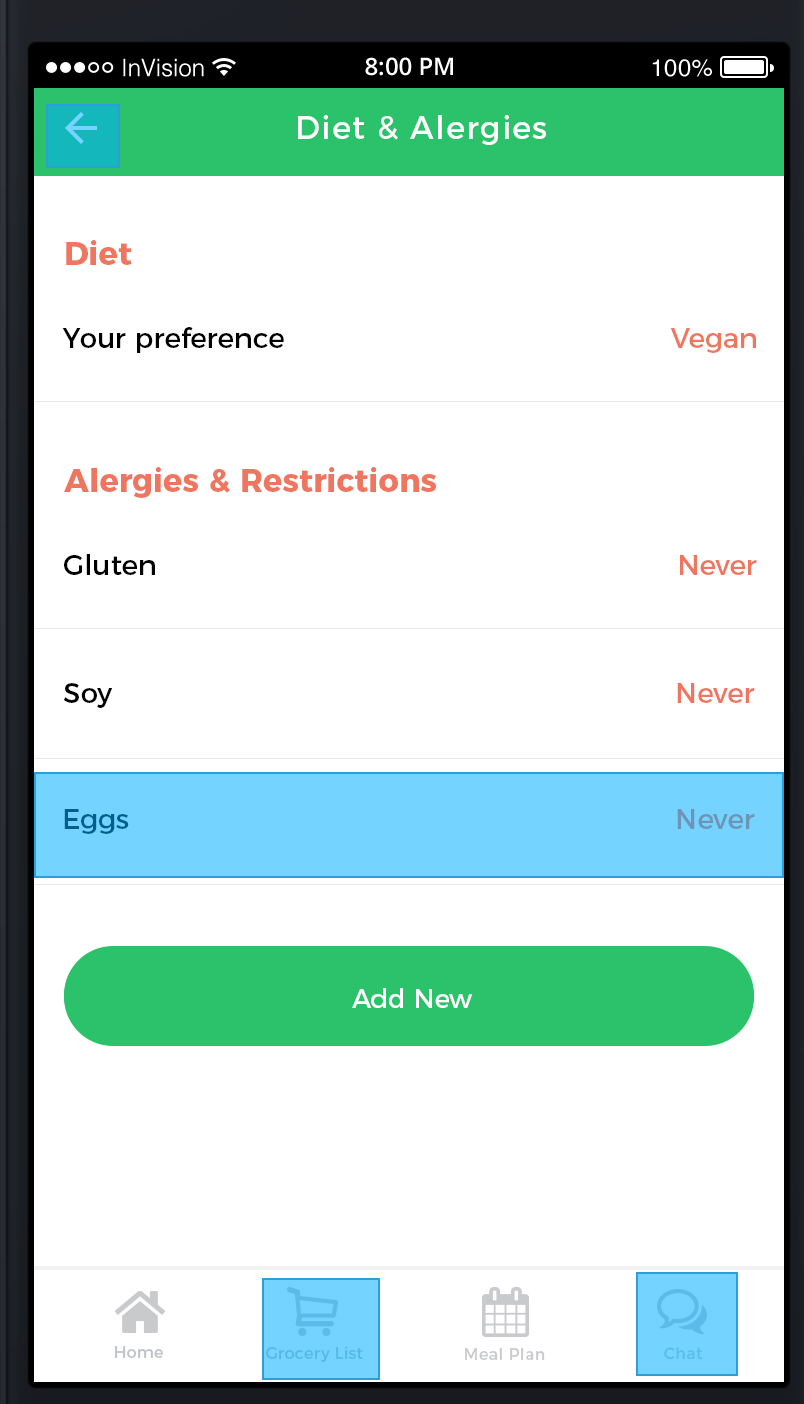 InVision 8:00 PM 100%
Diet & Alergies
Diet
Your preference Vegan
Alergies & Restrictions
Gluten Never
Soy Never
Eggs Never
Add New
Home Grocery List Meal Plan Chat